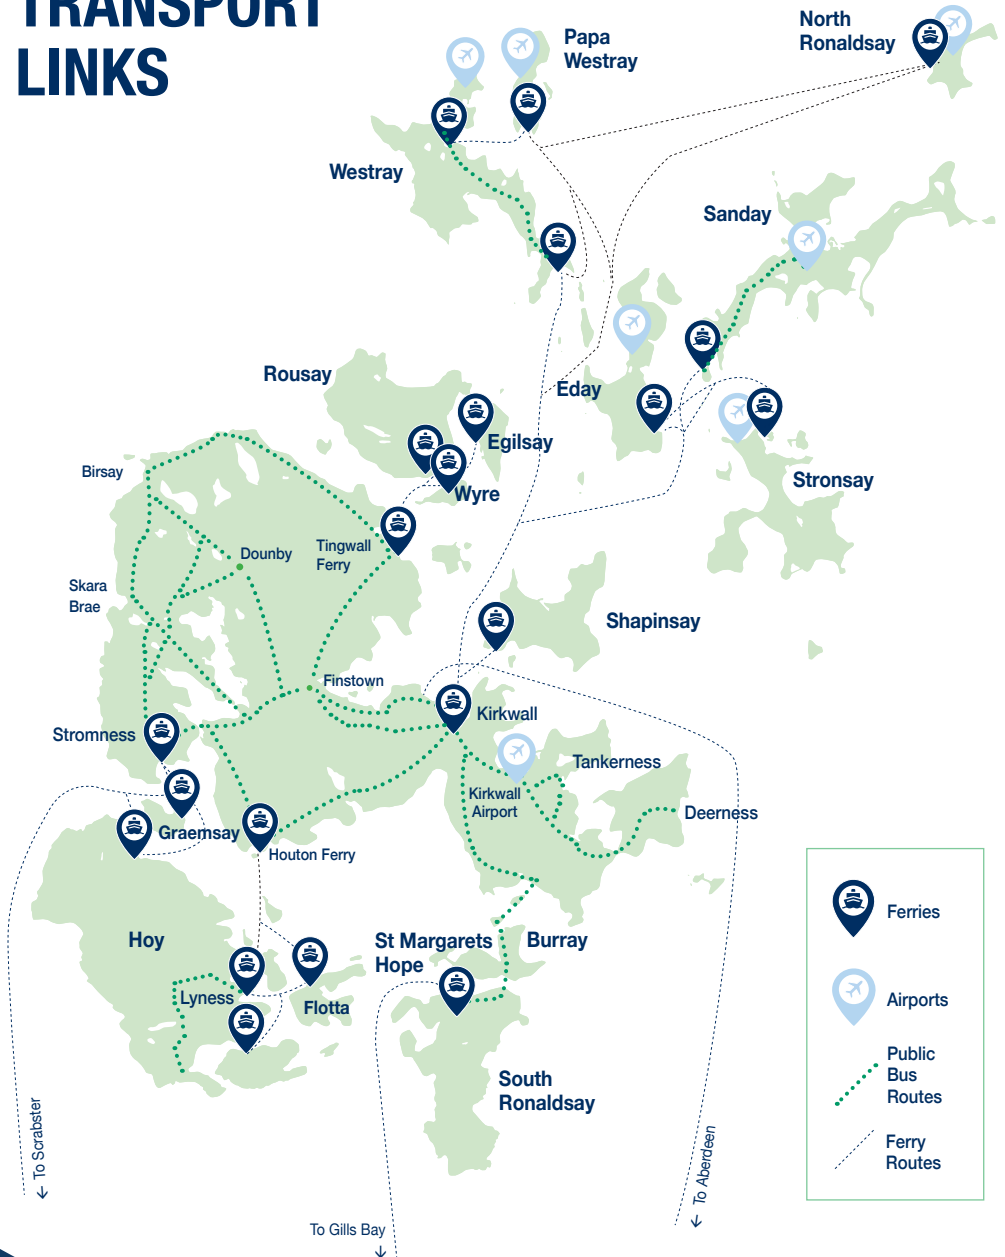 TRANSPORT
LINKS
Papa
Westray
North
Ronaldsay
Westray
Sanday
Rousay
Eday
Egilsay
Wyre
Stronsay
Birsay
Dounby
Tingwall
Ferry
Skara
Brae
Shapinsay
Finstown
Kirkwall
Stromness
Tankerness
Kirkwall
Airport
Deerness
Graemsay
Houton Ferry
Hoy
St Margarets
Hope
Burray
Lyness
Flotta
South
Ronaldsay
← To Scrabster
← To Aberdeen
To Gills Bay
↓
Ferries
Airports
Public
Bus
Routes
Ferry
Routes